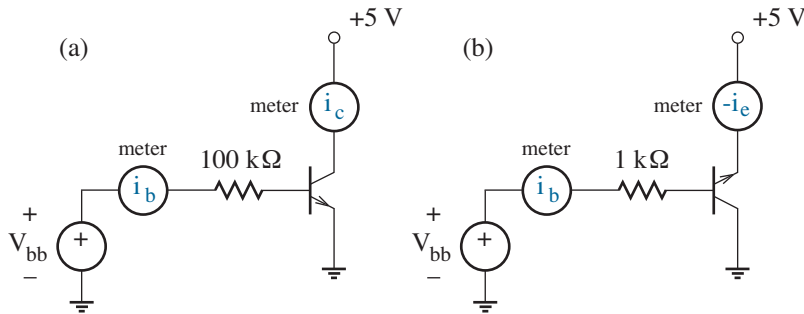 (a)
+5 V
meter
i_c
meter
i_b
100 kΩ
+
V_bb
–
+
(b)
+5 V
meter
-i_e
meter
i_b
1 kΩ
+
V_bb
–
+